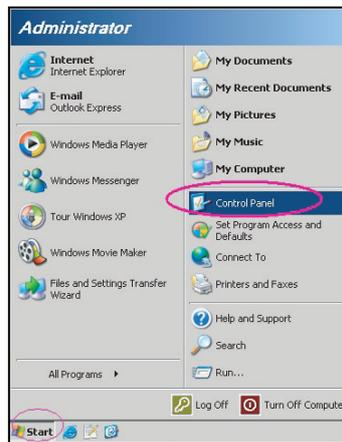 Administrator
Internet
Internet Explorer
E-mail
Outlook Express
Windows Media Player
Windows Messenger
Tour Windows XP
Windows Movie Maker
Files and Settings Transfer
Wizard
All Programs
My Documents
My Recent Documents
My Pictures
My Music
My Computer
Control Panel
Set Program Access and
Defaults
Connect To
Printers and Faxes
Help and Support
Search
Run...
Log Off
Turn Off Compute
Start